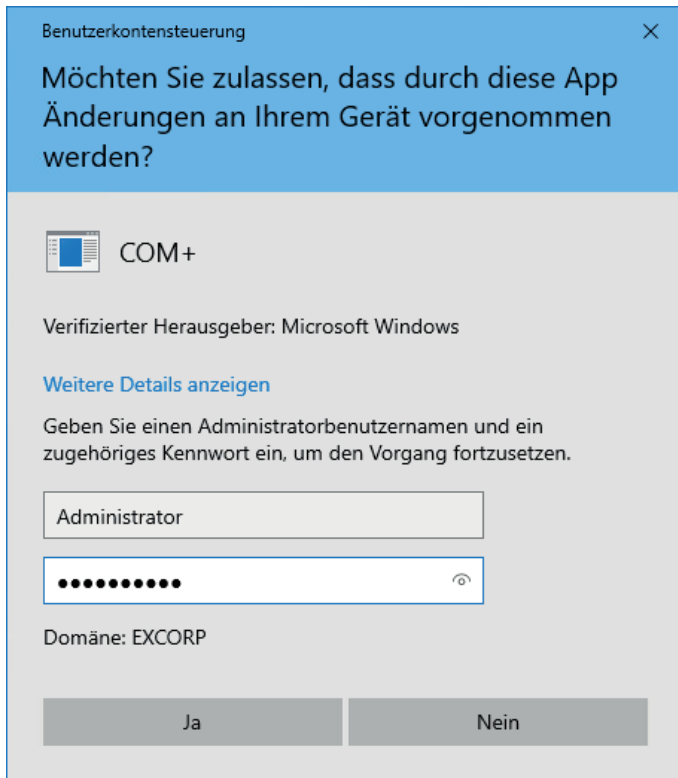 Benutzerkontensteuerung
Möchten Sie zulassen, dass durch diese App
Änderungen an Ihrem Gerät vorgenommen
werden?
COM+
Verifizierter Herausgeber: Microsoft Windows
Weitere Details anzeigen
Geben Sie einen Administratorbenutzernamen und ein
zugehöriges Kennwort ein, um den Vorgang fortzusetzen.
Administrator
••••••••••
Domäne: EXCORP
Ja Nein